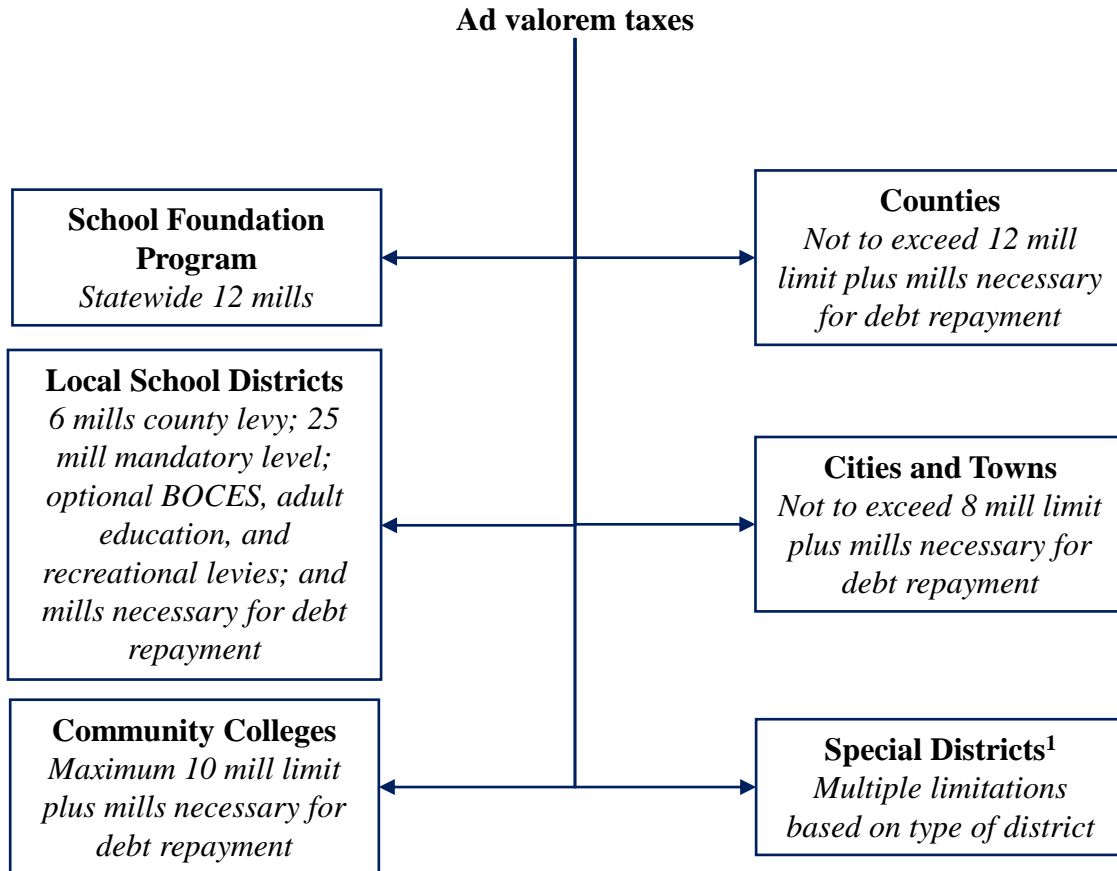 Ad valorem taxes
School Foundation
Program
Statewide 12 mills
Counties
Not to exceed 12 mill
limit plus mills necessary
for debt repayment
Local School Districts
6 mills county levy; 25
mill mandatory level;
optional BOCES, adult
education, and
recreational levies; and
mills necessary for debt
repayment
Cities and Towns
Not to exceed 8 mill limit
plus mills necessary for
debt repayment
Community Colleges
Maximum 10 mill limit
plus mills necessary for
debt repayment
Special Districts¹
Multiple limitations
based on type of district